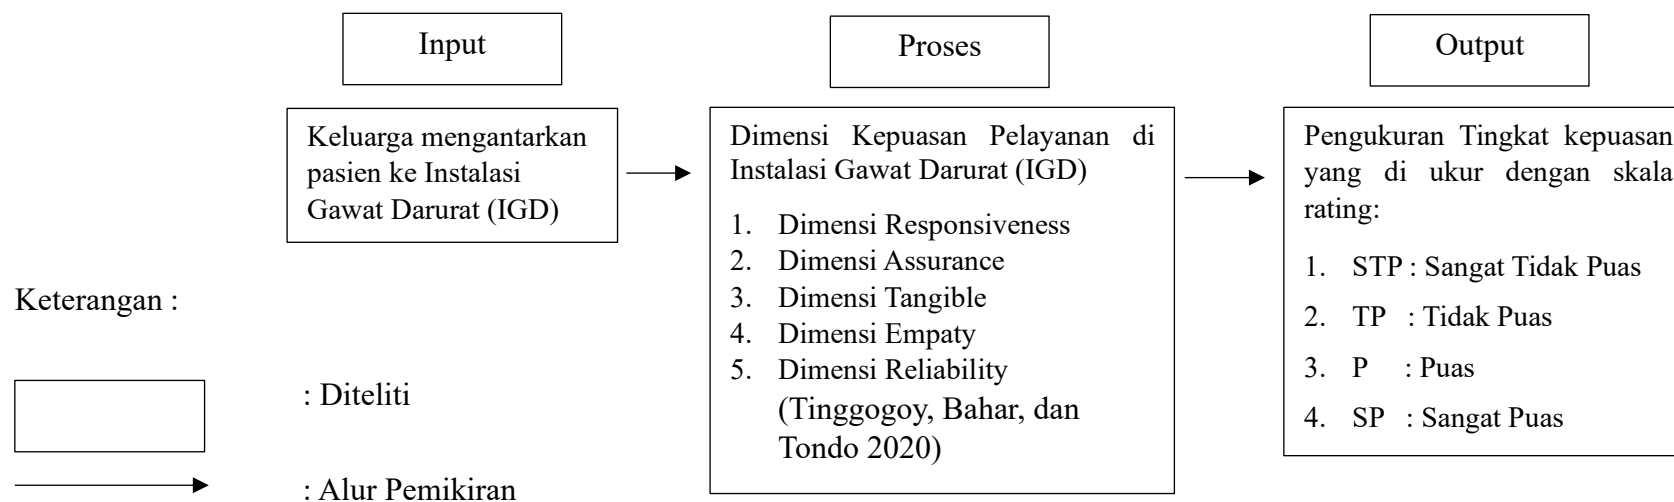 Input
Proses
Output
Keluarga mengantarkan
pasien ke Instalasi
Gawat Darurat (IGD)
Dimensi Kepuasan Pelayanan di
Instalasi Gawat Darurat (IGD)
1. Dimensi Responsiveness
2. Dimensi Assurance
3. Dimensi Tangible
4. Dimensi Empaty
5. Dimensi Reliability
(Tinggogoy, Bahar, dan
Tondo 2020)
Pengukuran Tingkat kepuasan
yang di ukur dengan skala
rating:
1. STP : Sangat Tidak Puas
2. TP : Tidak Puas
3. P : Puas
4. SP : Sangat Puas
Keterangan :
: Diteliti
: Alur Pemikiran